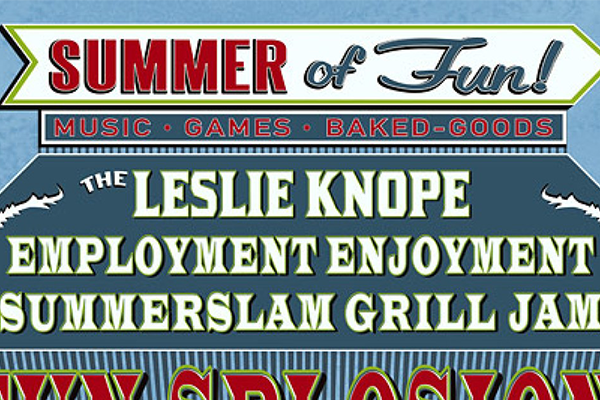 SUMMER of Fun!
MUSIC · GAMES · BAKED-GOODS
THE LESLIE KNOPE
EMPLOYMENT ENJOYMENT
SUMMERSLAM GRILL JAM